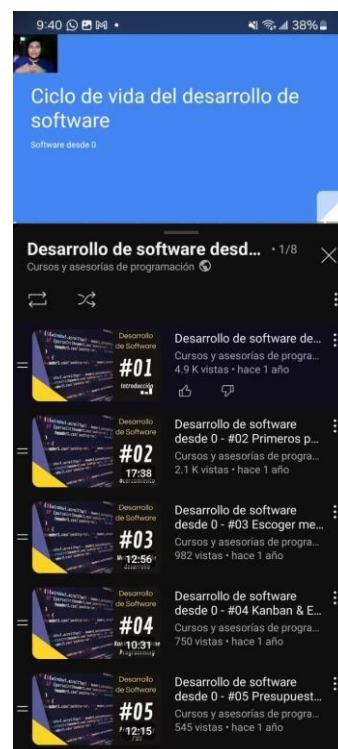 9:40
38%
Ciclo de vida del desarrollo de
software
Software desde 0
Desarrollo de software desd... • 1/8
Cursos y asesorías de programación
Desarrollo
de Software
#01
Introducción
Desarrollo de software de...
Cursos y asesorías de progra...
4.9 K vistas • hace 1 año
Desarrollo
de Software
#02
17:38
Desarrollo de software
desde 0 - #02 Primeros p...
Cursos y asesorías de progra...
2.1 K vistas • hace 1 año
Desarrollo
de Software
#03
12:56
Desarrollo de software
desde 0 - #03 Escoger me...
Cursos y asesorías de progra...
982 vistas • hace 1 año
Desarrollo
de Software
#04
10:31
Programming
Desarrollo de software
desde 0 - #04 Kanban & E...
Cursos y asesorías de progra...
750 vistas • hace 1 año
Desarrollo
de Software
#05
12:15
Desarrollo de software
desde 0 - #05 Presupuest...
Cursos y asesorías de progra...
545 vistas • hace 1 año